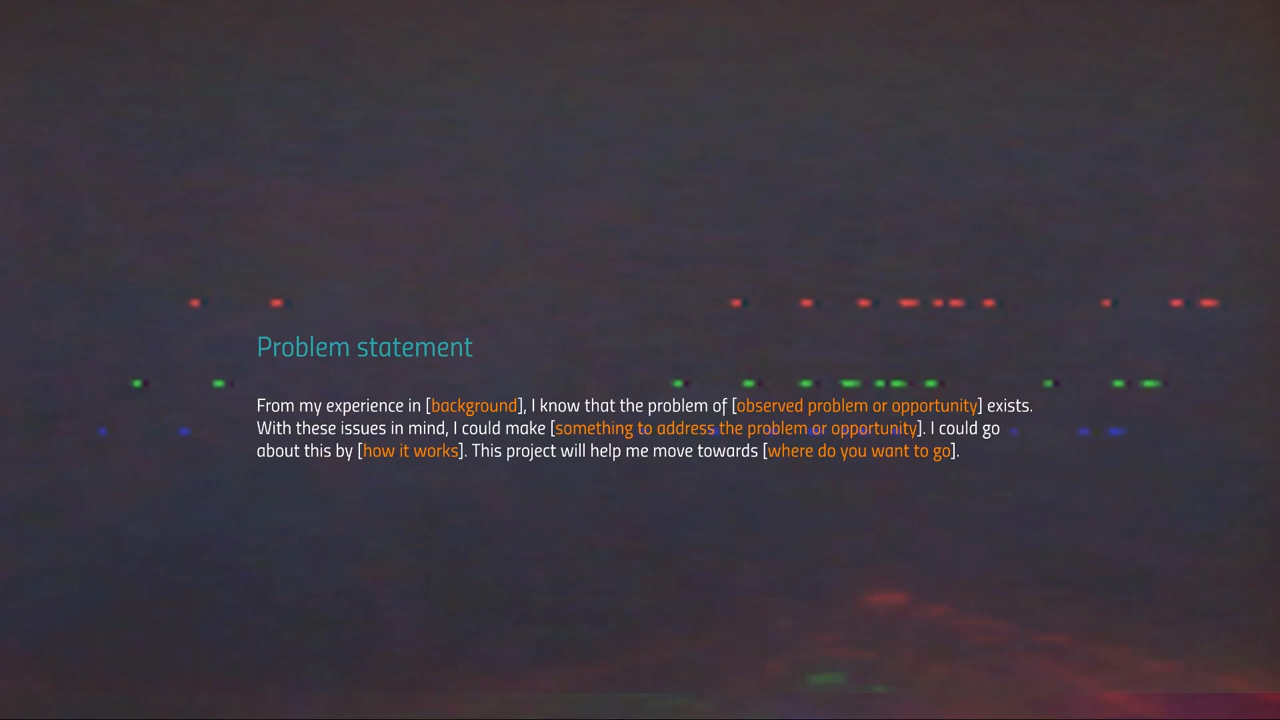 Problem statement
From my experience in [background], I know that the problem of [observed problem or opportunity] exists.
With these issues in mind, I could make [something to address the problem or opportunity]. I could go
about this by [how it works]. This project will help me move towards [where do you want to go].